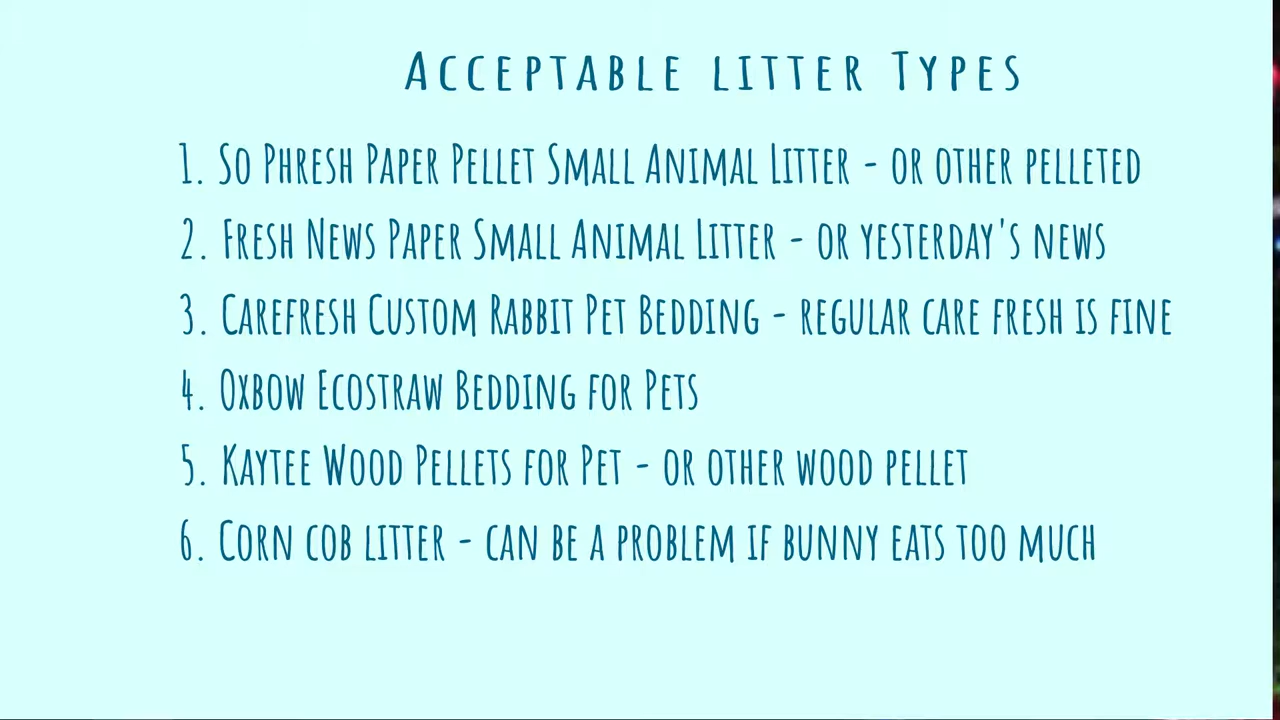 Acceptable litter Types
1. So Phresh Paper Pellet Small Animal Litter - or other pelleted
2. Fresh News Paper Small Animal Litter - or yesterday's news
3. Carefresh Custom Rabbit Pet Bedding - regular care fresh is fine
4. Oxbow Ecostraw Bedding for Pets
5. Kaytee Wood Pellets for Pet - or other wood pellet
6. Corn cob litter - can be a problem if bunny eats too much